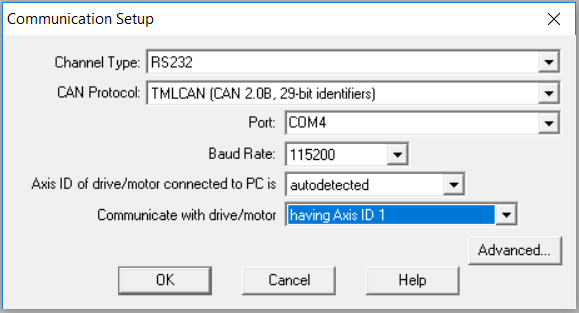 Communication Setup
Channel Type: RS232
CAN Protocol: TMLCAN (CAN 2.0B, 29-bit identifiers)
Port: COM4
Baud Rate: 115200
Axis ID of drive/motor connected to PC is autodetected
Communicate with drive/motor having Axis ID 1
Advanced...
OK Cancel Help